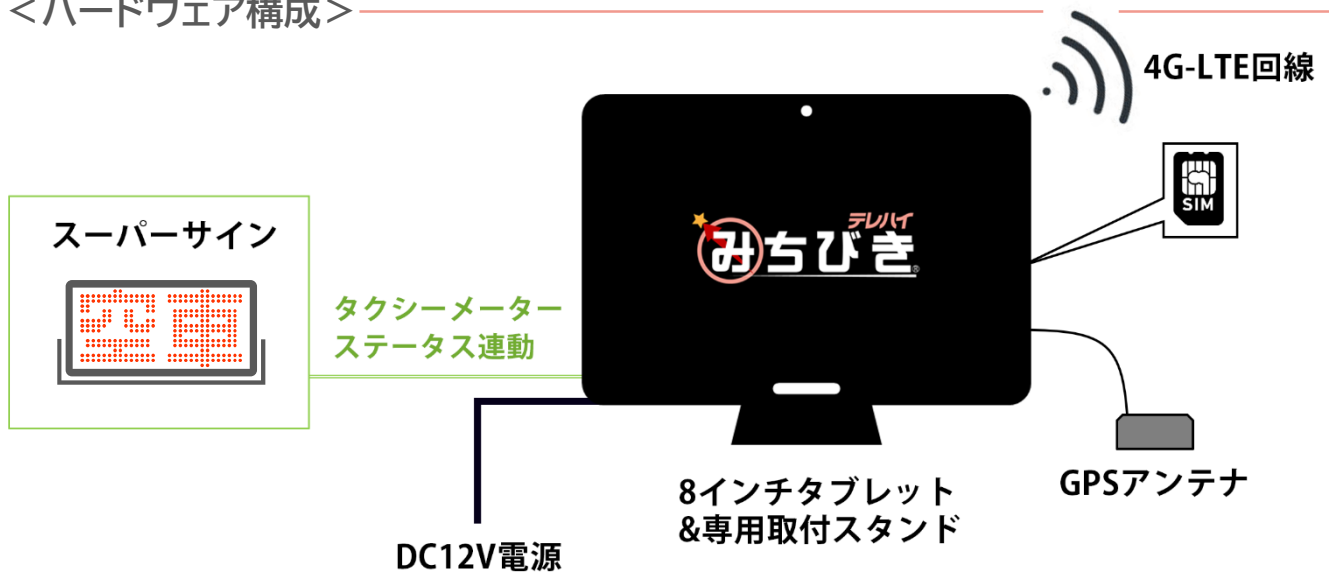 <ハードウェア構成>
4G-LTE回線
SIM
スーパーサイン
空車
タクシーメーター
ステータス連動
テレハイ
みちびき®
8インチタブレット
&専用取付スタンド
GPSアンテナ
DC12V電源